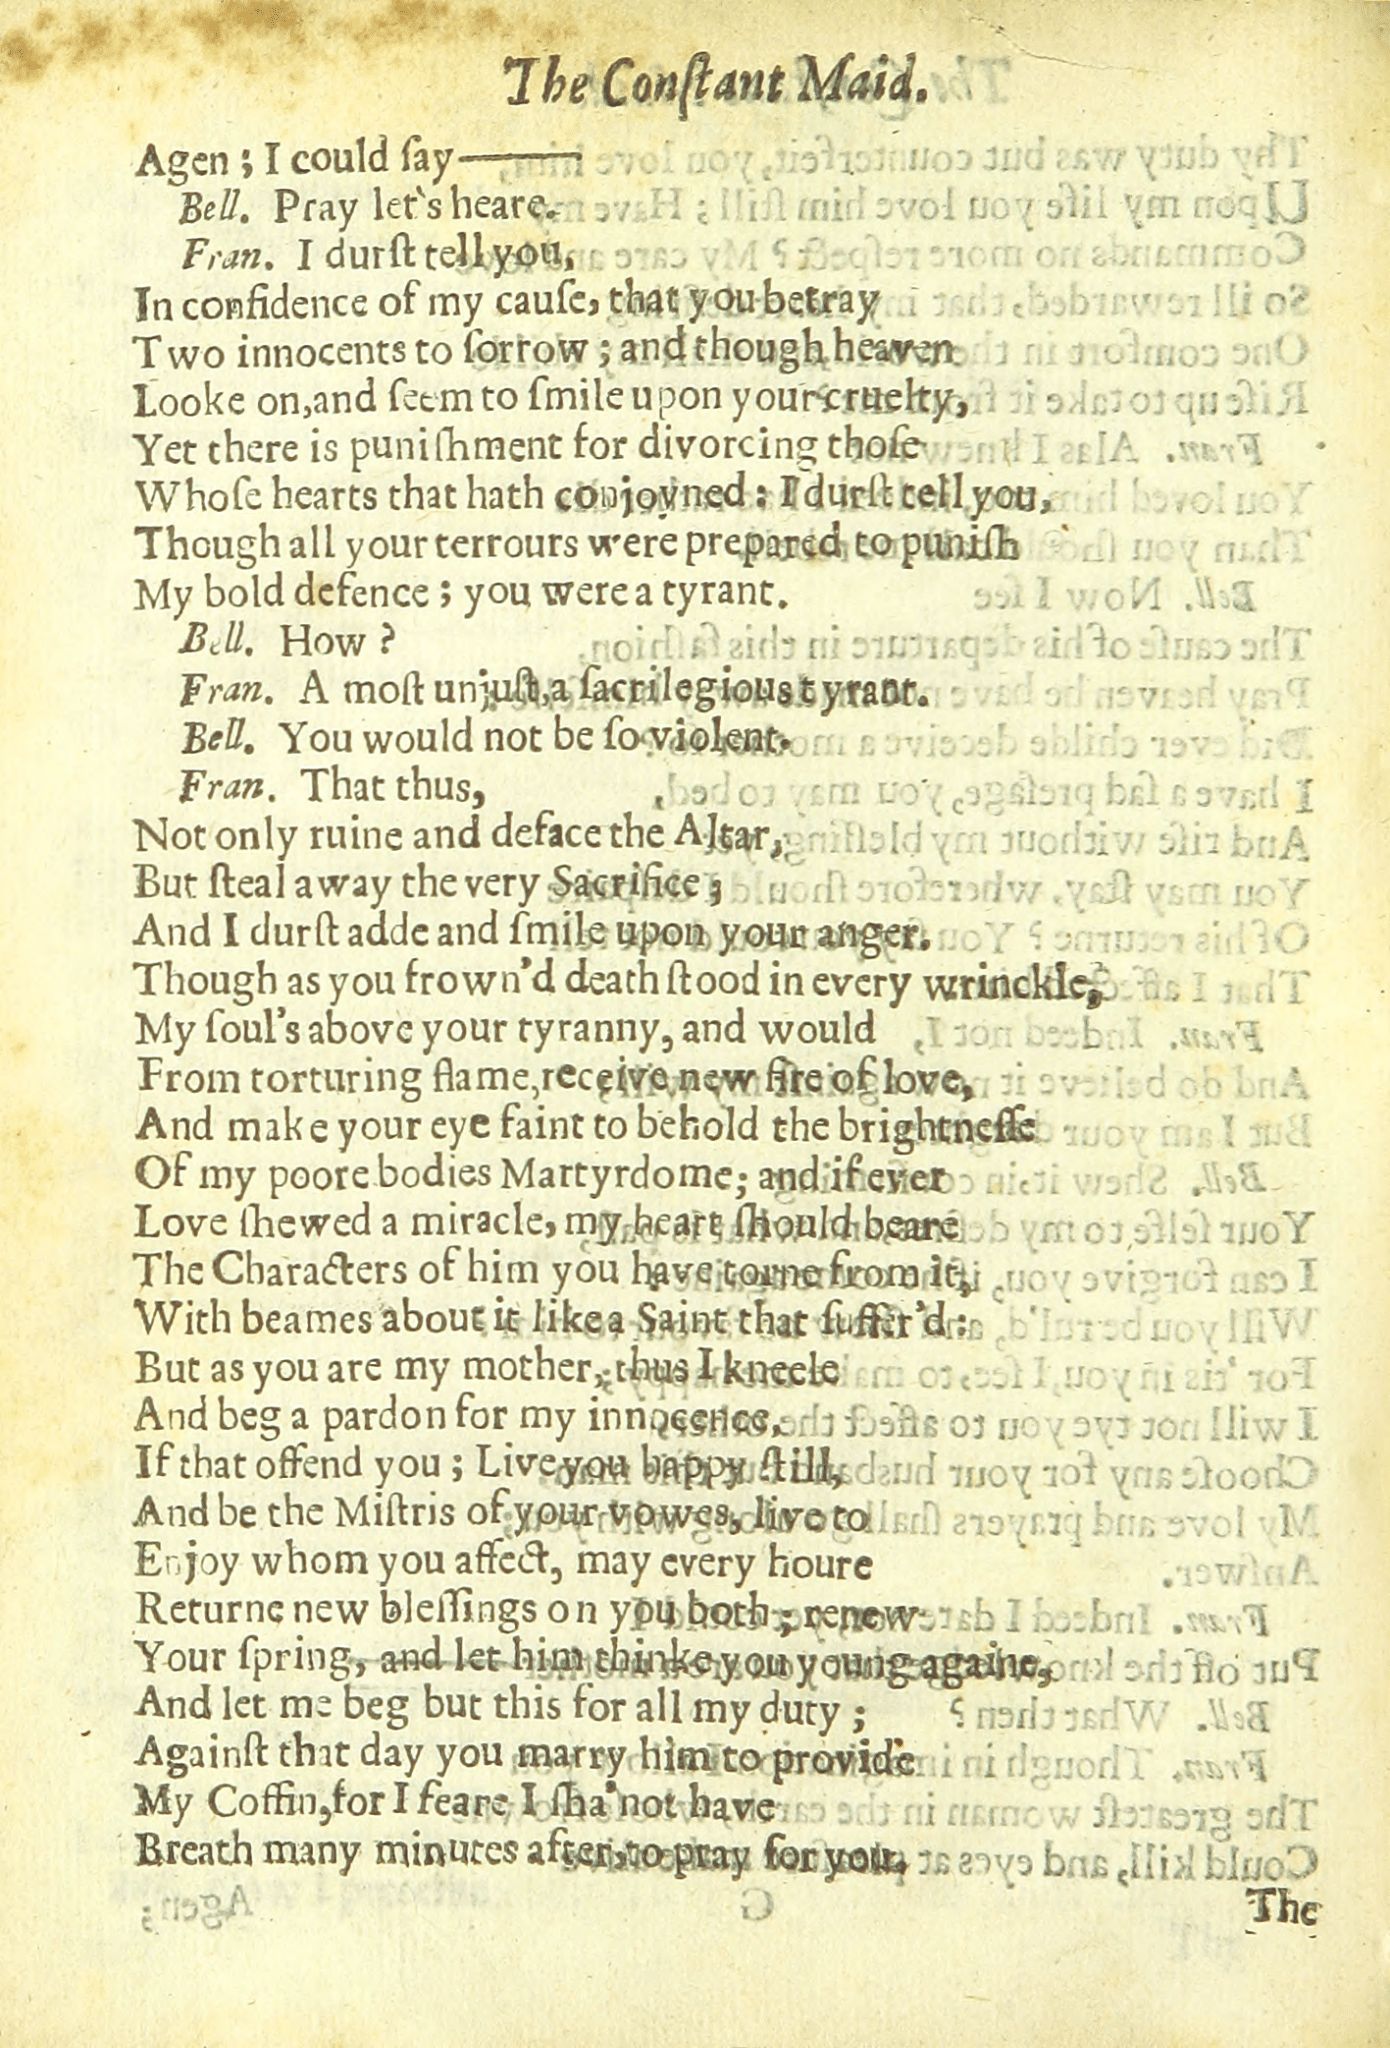 The Conſtant Maid.
Agen; I could ſay———
Bell. Pray let's heare.
Fran. I durſt tell you,
In confidence of my cauſe, that you betray
Two innocents to ſorrow; and though heaven
Looke on, and ſeem to ſmile upon your cruelty,
Yet there is puniſhment for divorcing thoſe
Whoſe hearts that hath conjoyned: I durſt tell you,
Though all your terrours were prepared to puniſh
My bold defence; you were a tyrant.
Bell. How?
Fran. A moſt unjuſt, a ſacrilegious tyrant.
Bell. You would not be ſo violent.
Fran. That thus,
Not only ruine and deface the Altar,
But ſteal away the very Sacrifice;
And I durſt adde and ſmile upon your anger.
Though as you frown'd death ſtood in every wrinckle,
My ſoul's above your tyranny, and would
From torturing flame, receive new fire of love,
And make your eye faint to behold the brightneſſe
Of my poore bodies Martyrdome; and if ever
Love ſhewed a miracle, my heart ſhould beare
The Characters of him you have torne from it,
With beames about it like a Saint that ſuffer'd:
But as you are my mother, thus I kneele
And beg a pardon for my innocence,
If that offend you; Live you happy ſtill,
And be the Miſtris of your vowes, live to
Enjoy whom you affect, may every houre
Returne new bleſſings on you both; renew
Your ſpring, and let him thinke you young againe,
And let me beg but this for all my duty;
Againſt that day you marry him to provide
My Coffin, for I feare I ſha'not have
Breath many minutes after, to pray for you.
The